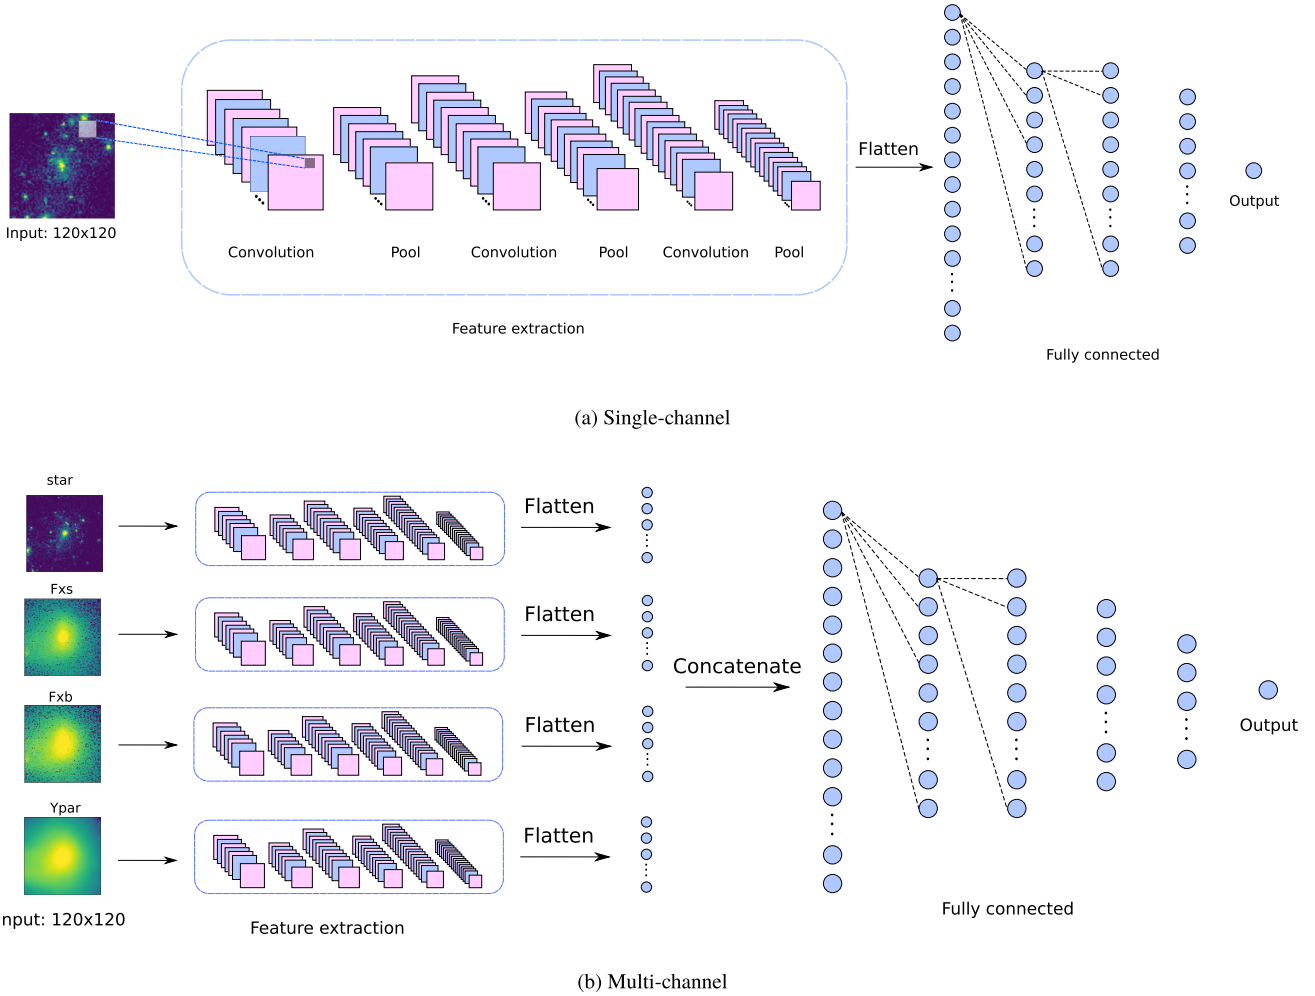 Input: 120x120
Convolution
Pool
Convolution
Pool
Convolution
Pool
Feature extraction
Flatten
Output
Fully connected
(a) Single-channel
star
Flatten
Fxs
Flatten
Fxb
Flatten
Ypar
Flatten
nput: 120x120
Feature extraction
Concatenate
Output
Fully connected
(b) Multi-channel